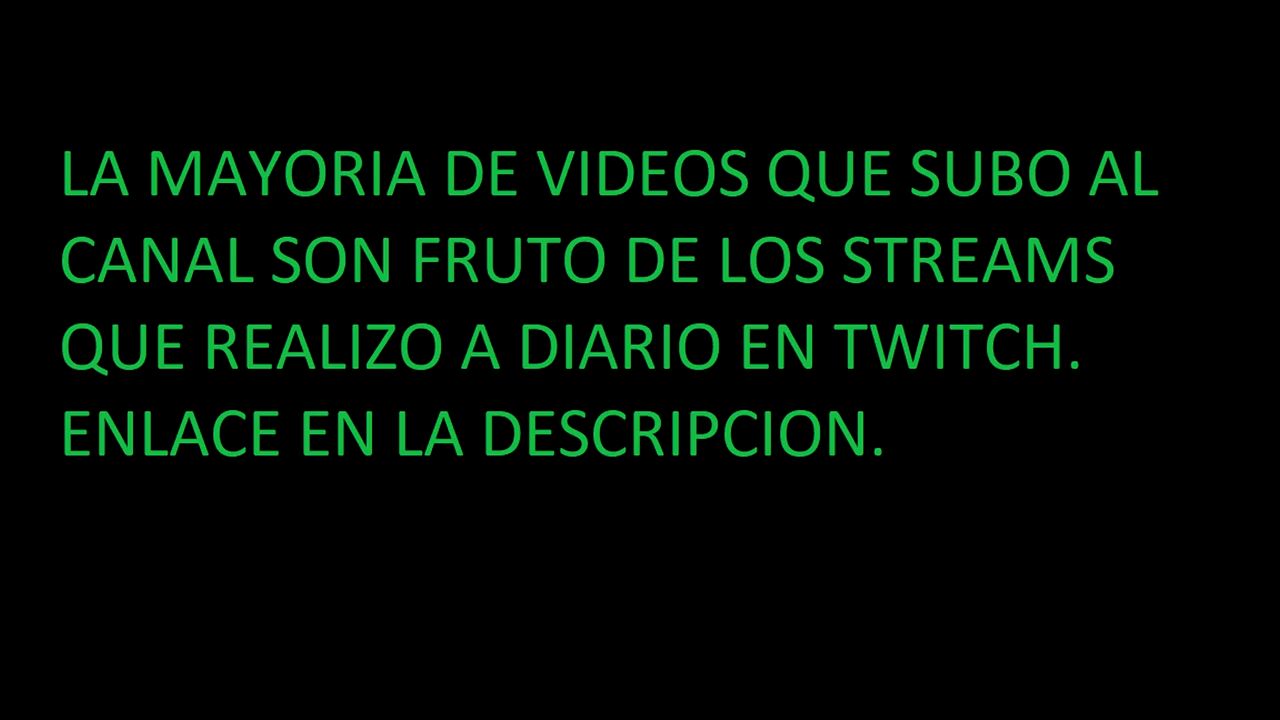 LA MAYORIA DE VIDEOS QUE SUBO AL
CANAL SON FRUTO DE LOS STREAMS
QUE REALIZO A DIARIO EN TWITCH.
ENLACE EN LA DESCRIPCION.